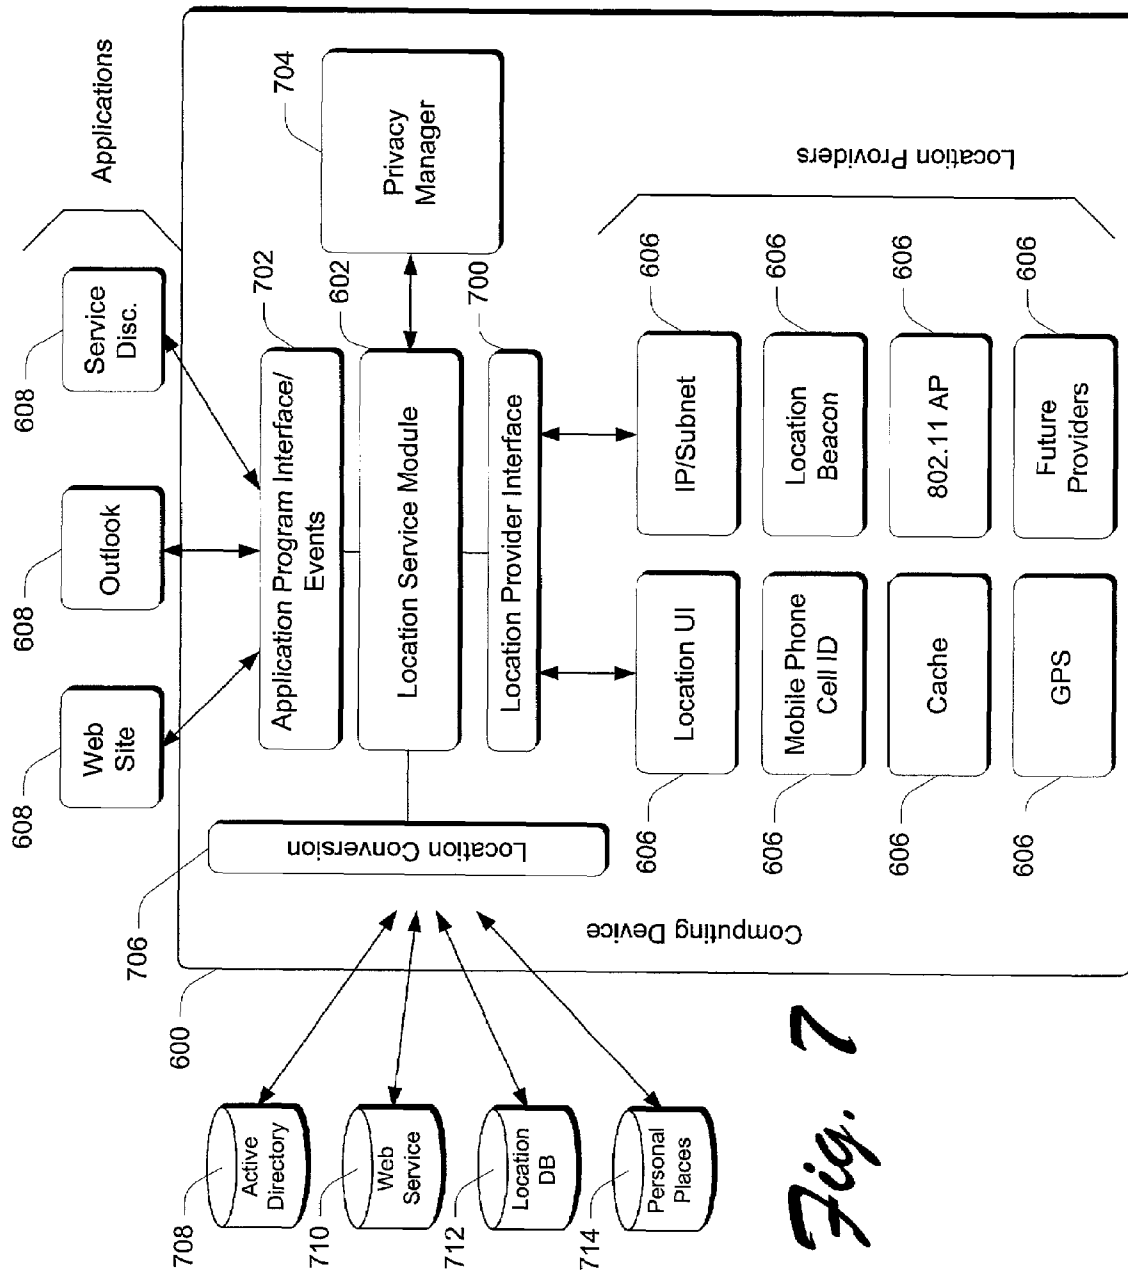 Applications
608
Web
Site
608
Outlook
608
Service
Disc.
600
706
Location Conversion
702
Application Program Interface/
Events
602
Location Service Module
700
Location Provider Interface
704
Privacy
Manager
708
Active
Directory
710
Web
Service
712
Location
DB
714
Personal
Places
Computing Device
Location Providers
606
Location UI
606
IP/Subnet
606
Mobile Phone
Cell ID
606
Location
Beacon
606
Cache
606
802.11 AP
606
GPS
606
Future
Providers
Fig. 7